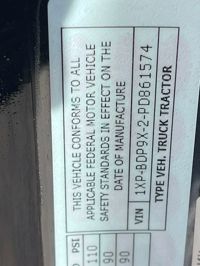 THIS VEHICLE CONFORMS TO ALL
APPLICABLE FEDERAL MOTOR VEHICLE
SAFETY STANDARDS IN EFFECT ON THE
DATE OF MANUFACTURE
VIN 1XP-BDP9X-2-PD861574
TYPE VEH. TRUCK TRACTOR
PSI
110
90
90